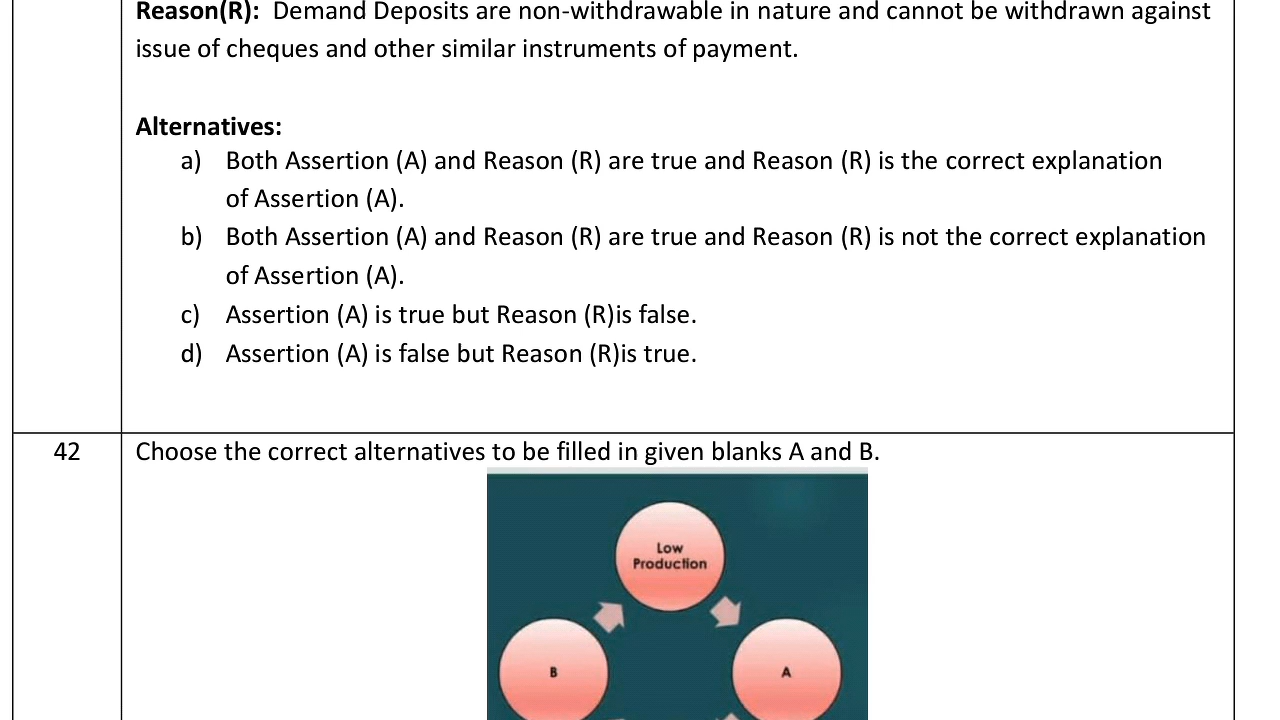 Reason(R): Demand Deposits are non-withdrawable in nature and cannot be withdrawn against
issue of cheques and other similar instruments of payment.
Alternatives:
a) Both Assertion (A) and Reason (R) are true and Reason (R) is the correct explanation
of Assertion (A).
b) Both Assertion (A) and Reason (R) are true and Reason (R) is not the correct explanation
of Assertion (A).
c) Assertion (A) is true but Reason (R)is false.
d) Assertion (A) is false but Reason (R)is true.
42 Choose the correct alternatives to be filled in given blanks A and B.
Low
Production
B
A